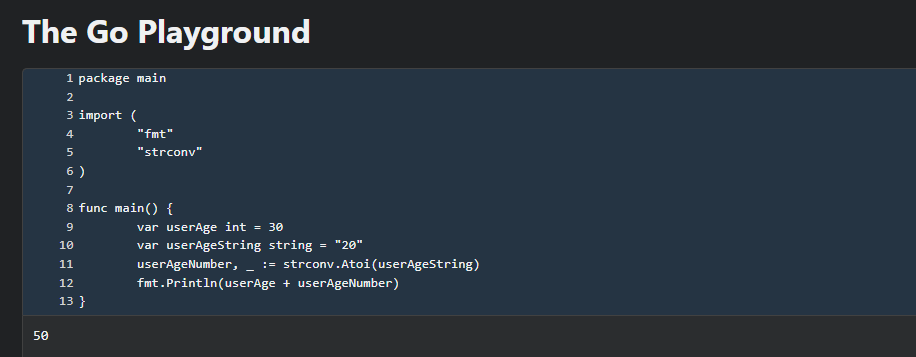 The Go Playground
1 package main
2
3 import (
4 "fmt"
5 "strconv"
6 )
7
8 func main() {
9 var userAge int = 30
10 var userAgeString string = "20"
11 userAgeNumber, _ := strconv.Atoi(userAgeString)
12 fmt.Println(userAge + userAgeNumber)
13 }
50